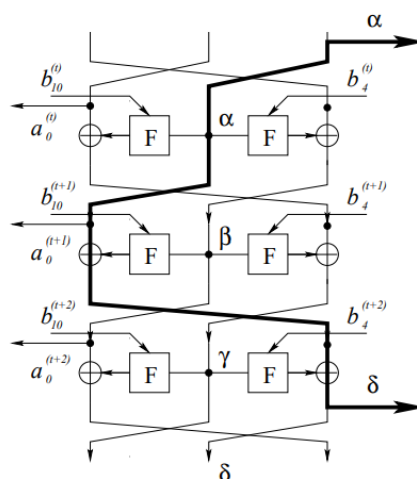 α
b₁₀⁽ᵗ⁾ b₄⁽ᵗ⁾
a₀⁽ᵗ⁾ F α F
b₁₀⁽ᵗ⁺¹⁾ b₄⁽ᵗ⁺¹⁾
a₀⁽ᵗ⁺¹⁾ F β F
b₁₀⁽ᵗ⁺²⁾ b₄⁽ᵗ⁺²⁾
a₀⁽ᵗ⁺²⁾ F γ F
δ
δ